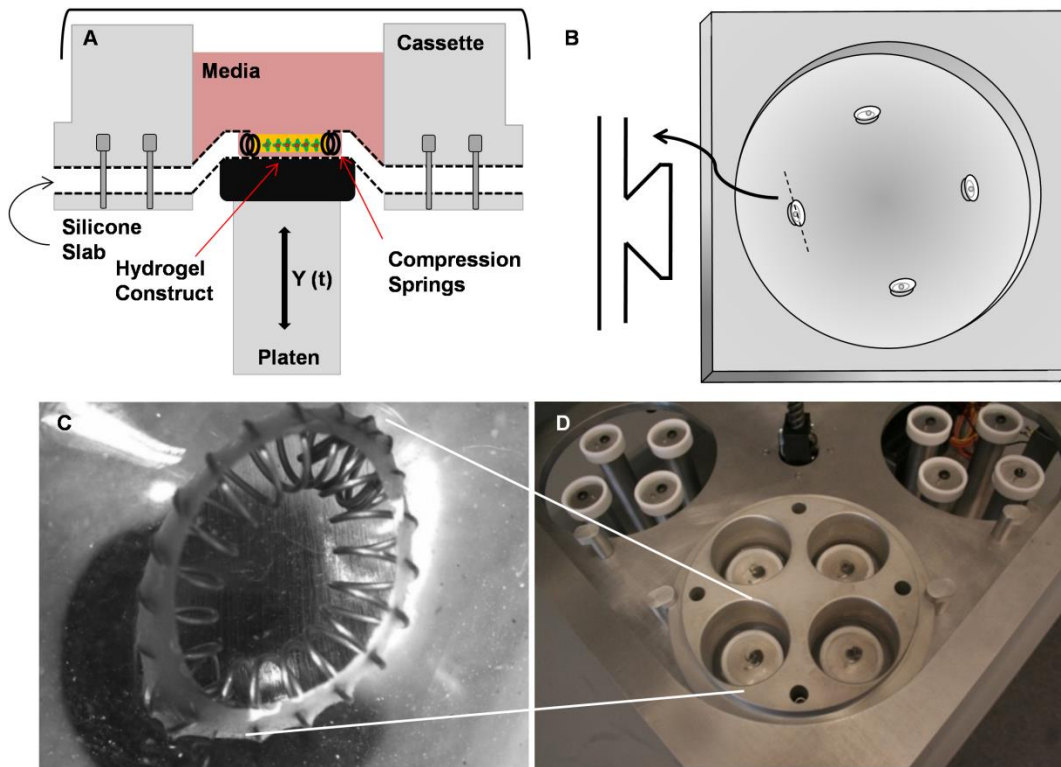 A
Cassette
Media
Silicone
Slab
Hydrogel
Construct
Y (t)
Compression
Springs
Platen
B
C
D